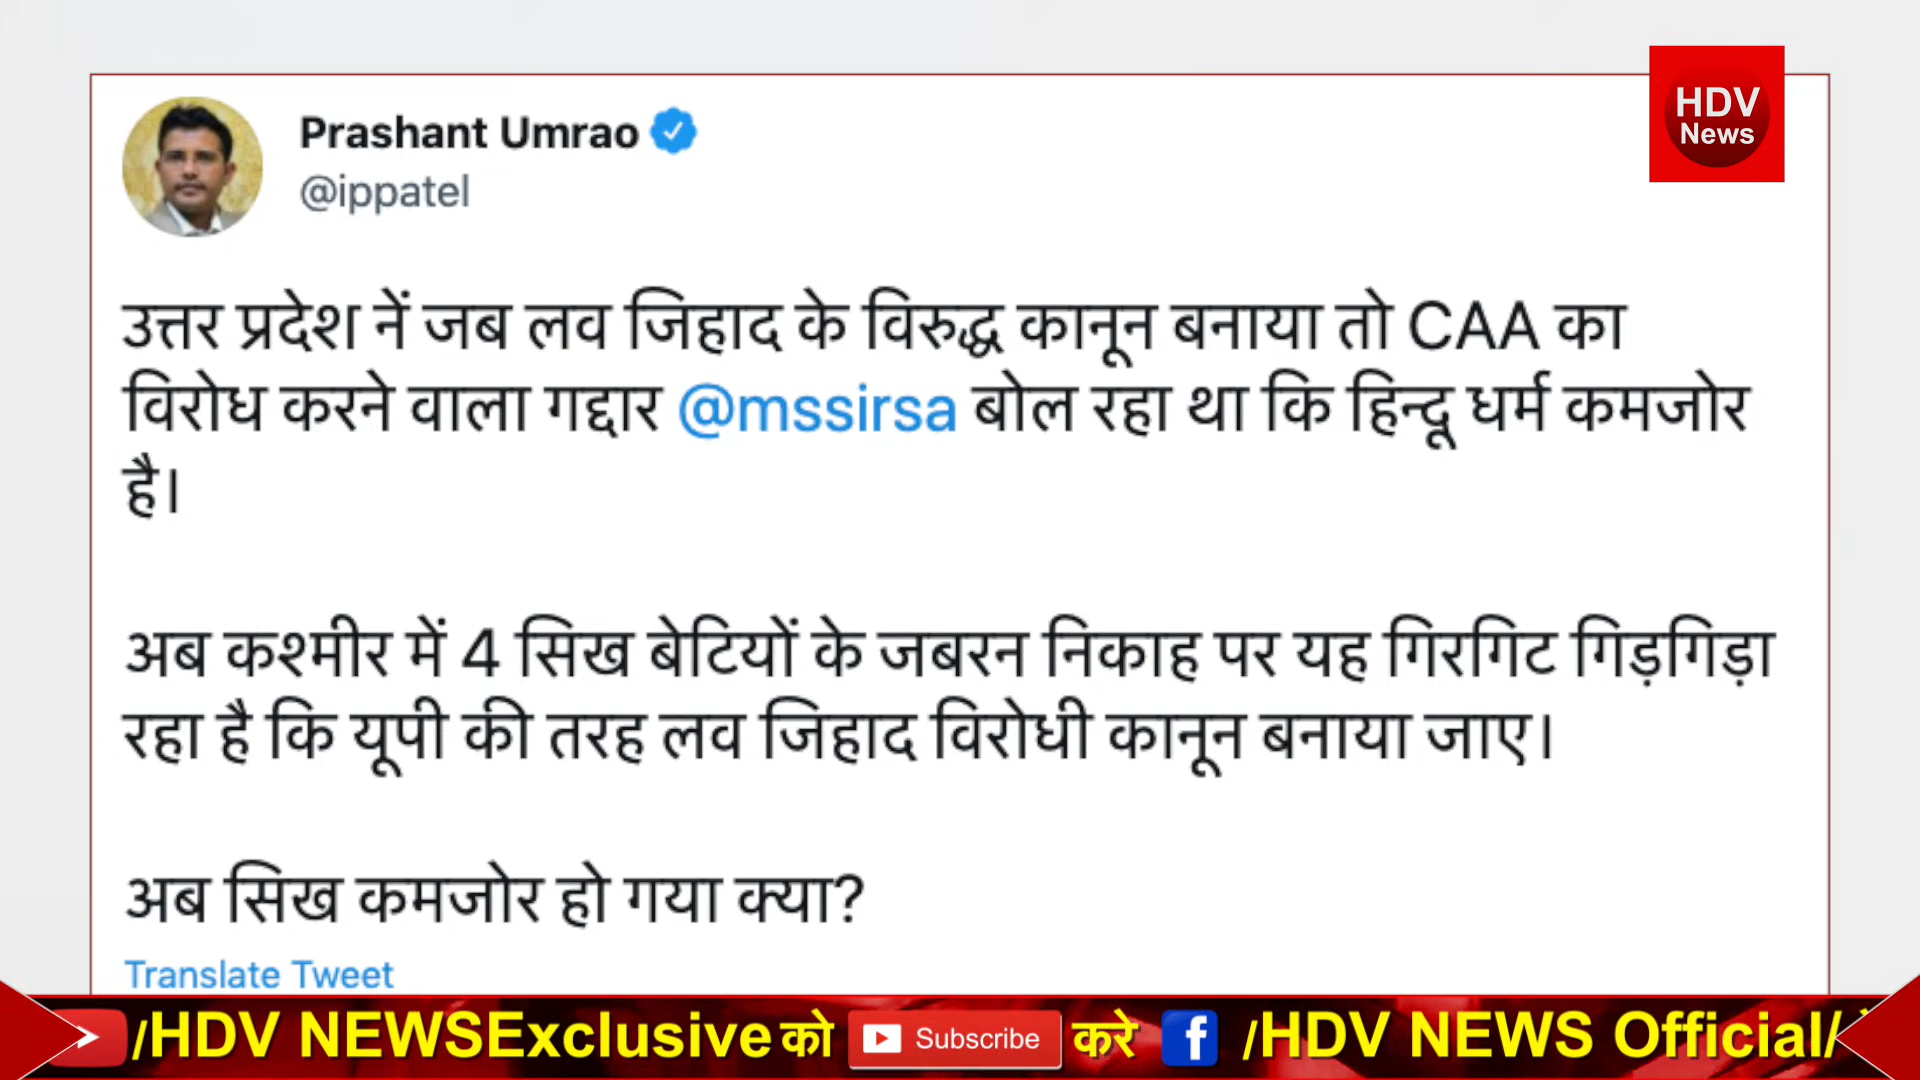 HDV
News
Prashant Umrao
@ippatel
उत्तर प्रदेश नें जब लव जिहाद के विरुद्ध कानून बनाया तो CAA का
विरोध करने वाला गद्दार @mssirsa बोल रहा था कि हिन्दू धर्म कमजोर
है।
अब कश्मीर में 4 सिख बेटियों के जबरन निकाह पर यह गिरगिट गिड़गिड़ा
रहा है कि यूपी की तरह लव जिहाद विरोधी कानून बनाया जाए।
अब सिख कमजोर हो गया क्या?
Translate Tweet
/HDV NEWSExclusive को Subscribe करे f /HDV NEWS Official/